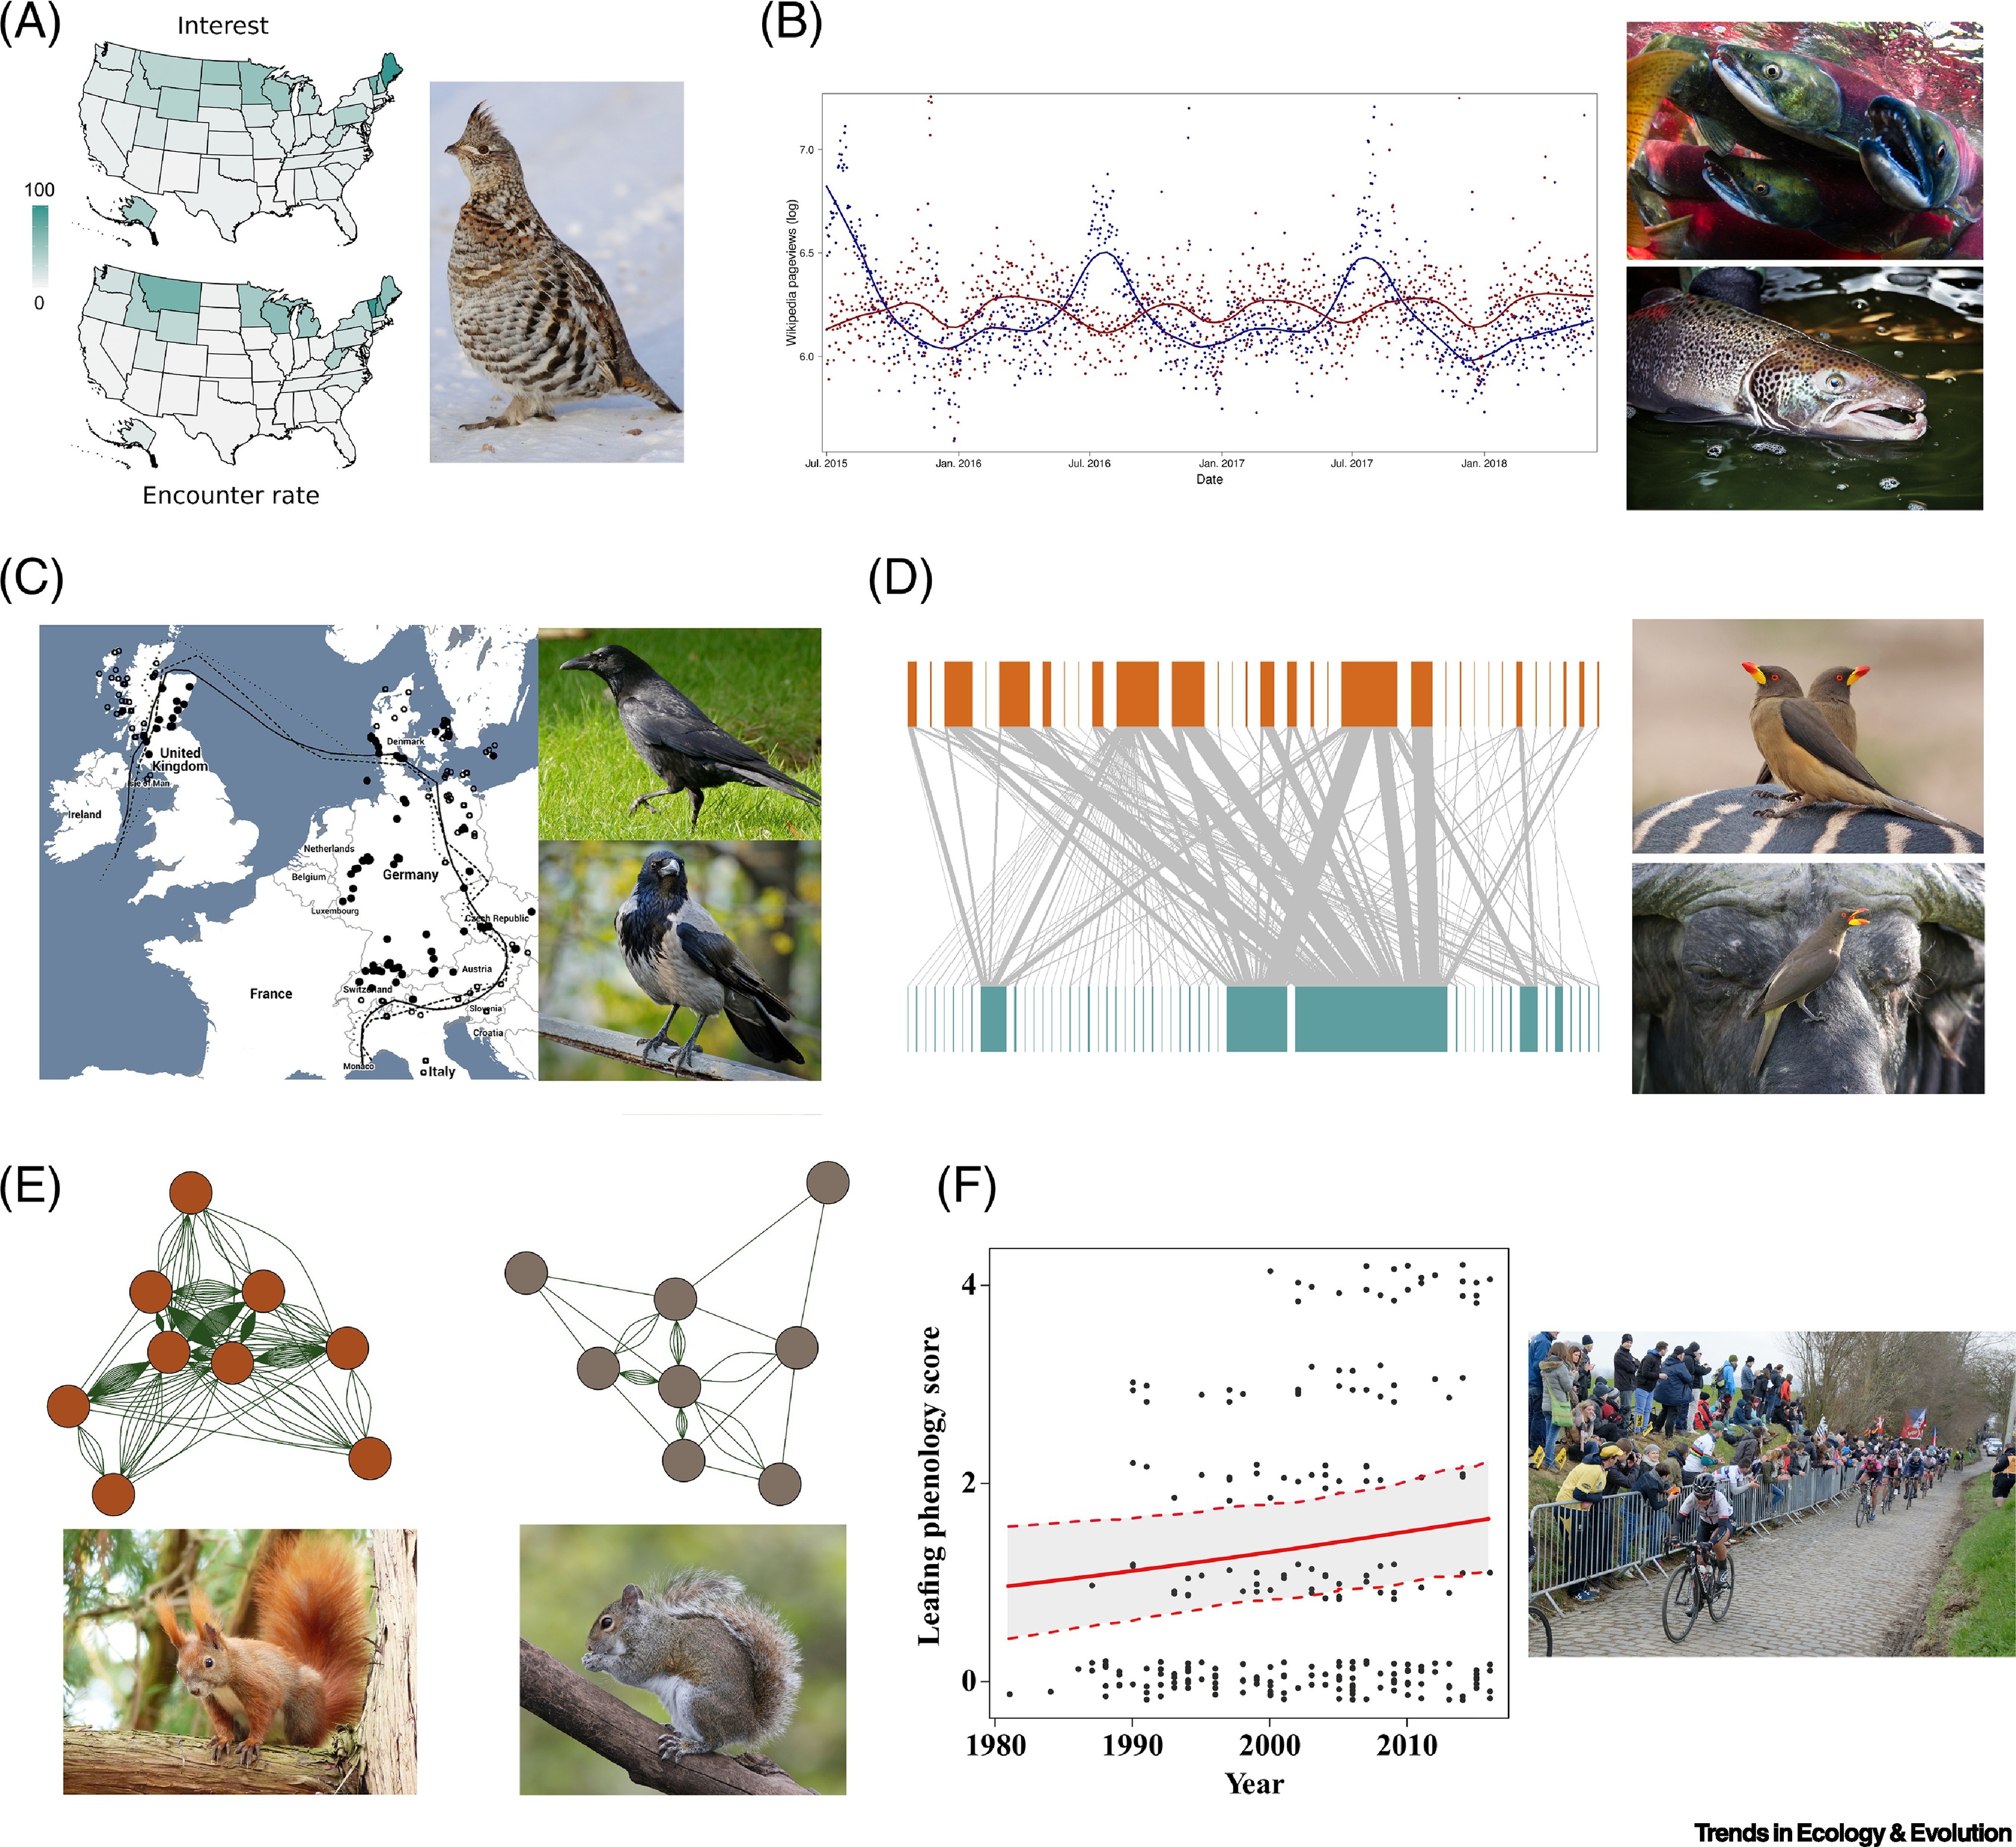 (A)
Interest
100
0
Encounter rate
(B)
Wikipedia pageviews (log)
7.0
6.5
6.0
Jul. 2015
Jan. 2016
Jul. 2016
Jan. 2017
Jul. 2017
Jan. 2018
Date
(C)
United
Kingdom
Isle of Man
Ireland
Denmark
Netherlands
Belgium
Germany
Luxembourg
Czech Republic
Austria
Switzerland
France
Slovenia
Croatia
Monaco
Italy
(D)
(E)
(F)
Leafing phenology score
4
2
0
1980
1990
2000
2010
Year
Trends in Ecology & Evolution